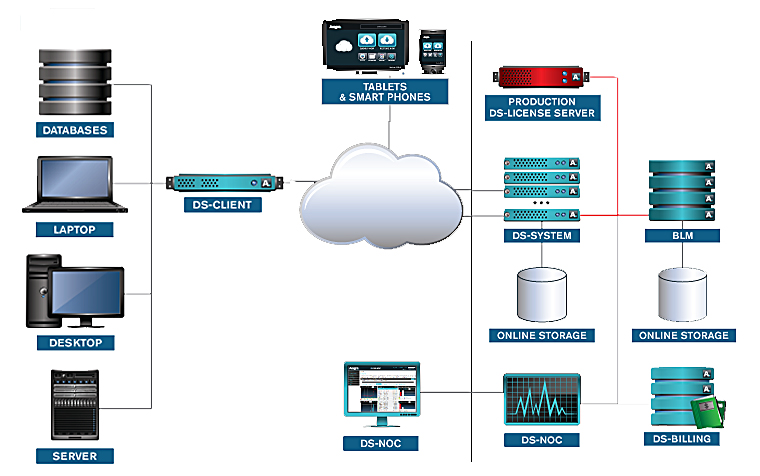 TABLETS
& SMART PHONES
PRODUCTION
DS-LICENSE SERVER
DATABASES
LAPTOP
DS-CLIENT
DS-SYSTEM
BLM
DESKTOP
ONLINE STORAGE
ONLINE STORAGE
SERVER
DS-NOC
DS-NOC
DS-BILLING